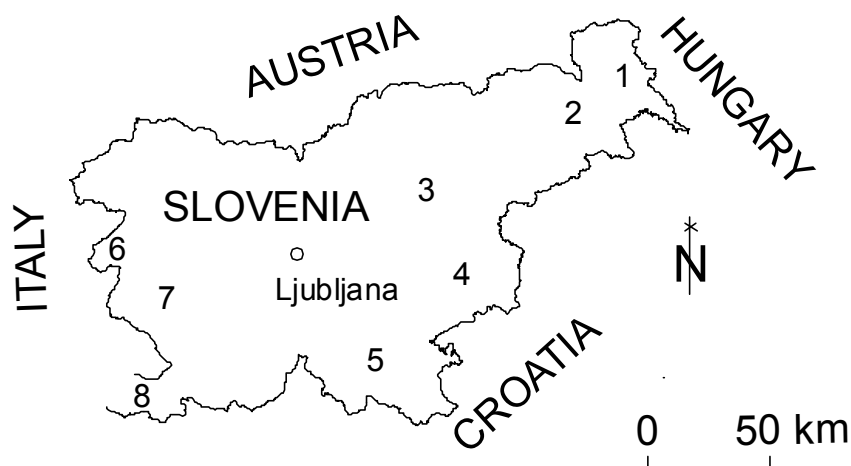 AUSTRIA
HUNGARY
1
2
3
SLOVENIA
ITALY
6
4
N
7
Ljubljana
5
CROATIA
8
0 50 km